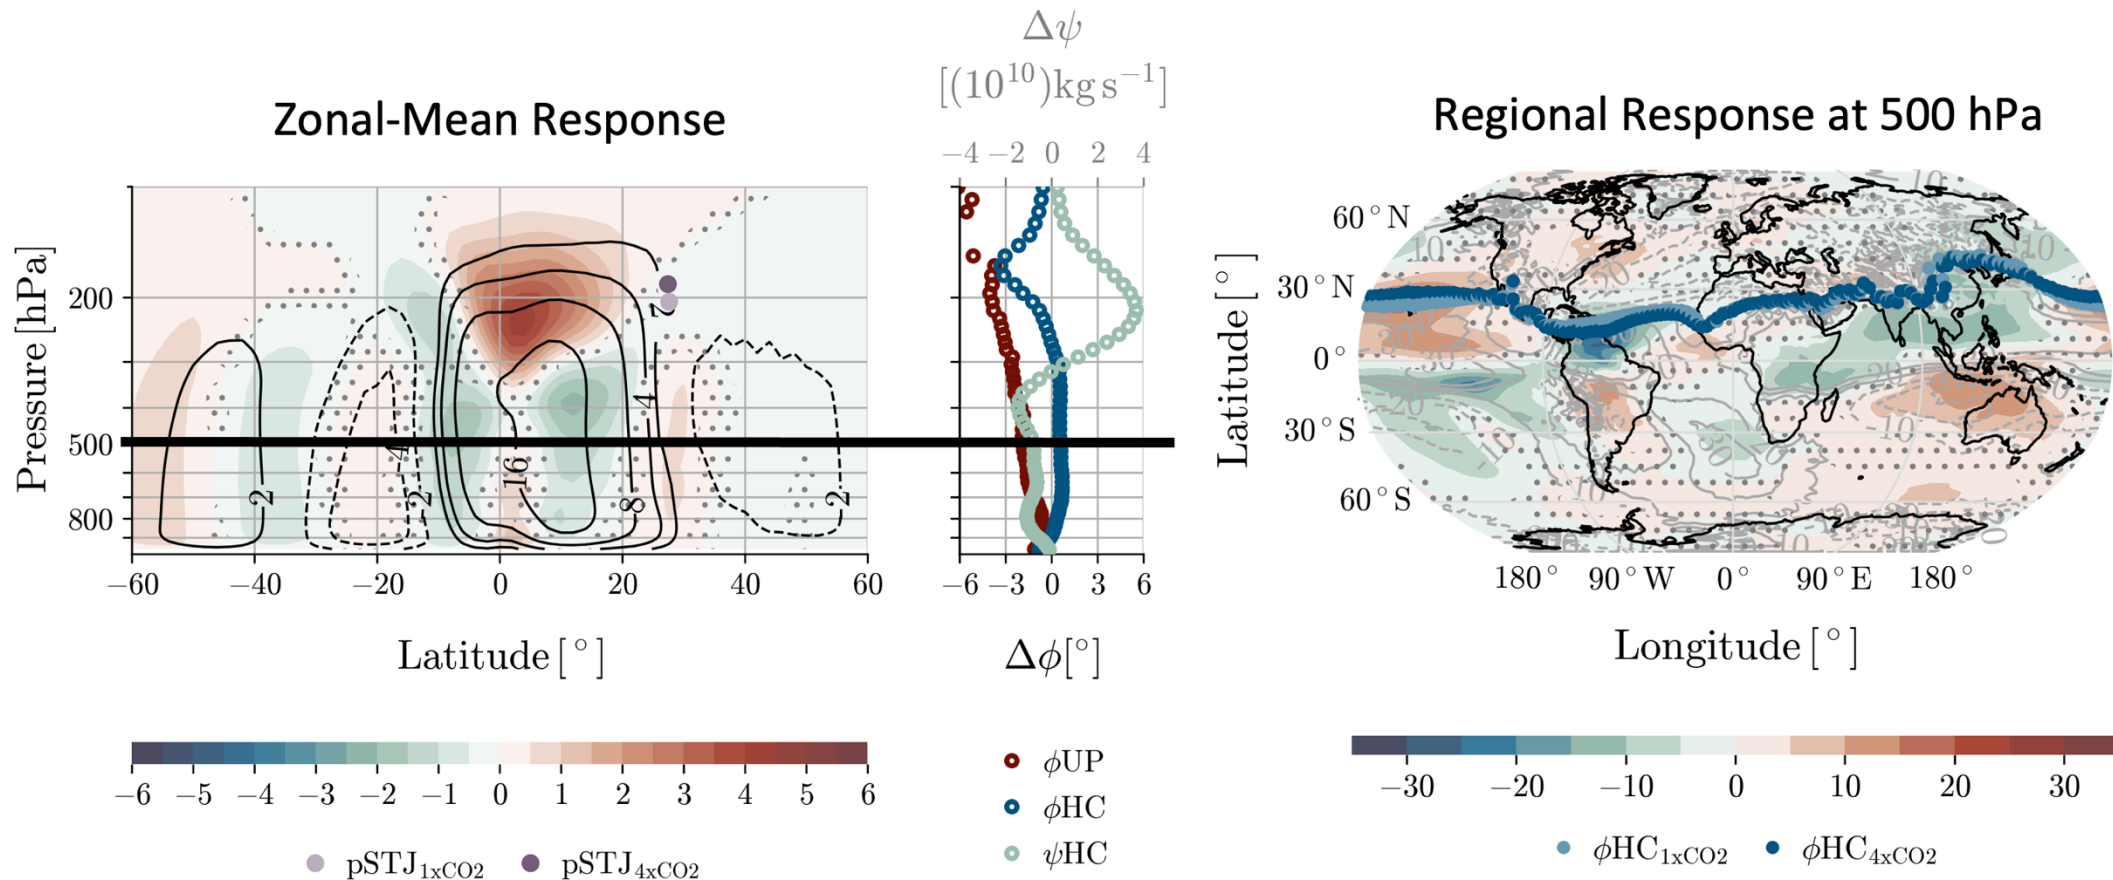 Δψ
[(10¹⁰)kg s⁻¹]
Zonal-Mean Response
Regional Response at 500 hPa
−4 −2 0 2 4
Pressure [hPa]
200
500
800
2
4
2
16
8
4
2
2
−60 −40 −20 0 20 40 60
Latitude [°]
−6 −3 0 3 6
Δϕ[°]
Latitude [°]
60°N
30°N
0°
30°S
60°S
180° 90°W 0° 90°E 180°
Longitude [°]
−6 −5 −4 −3 −2 −1 0 1 2 3 4 5 6
pSTJ₁ₓCO2 pSTJ₄ₓCO2
ϕUP
ϕHC
ψHC
−30 −20 −10 0 10 20 30
ϕHC₁ₓCO2 ϕHC₄ₓCO2